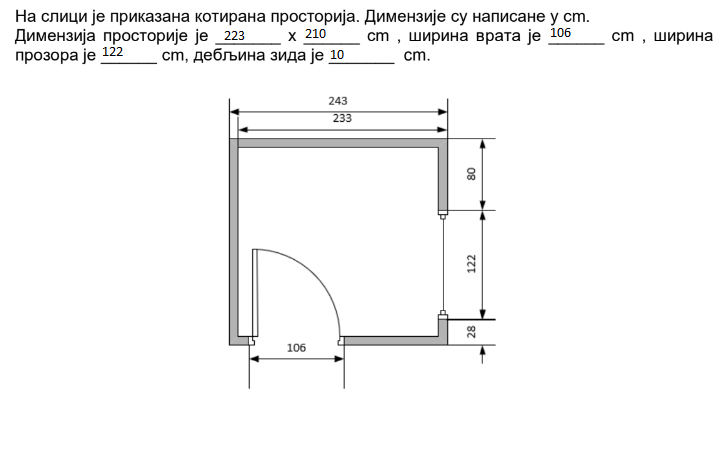 На слици је приказана котирана просторија. Димензије су написане у cm.
Димензија просторије је 223 x 210 cm , ширина врата је 106 cm , ширина
прозора је 122 cm, дебљина зида је 10 cm.
243
233
80
122
28
106